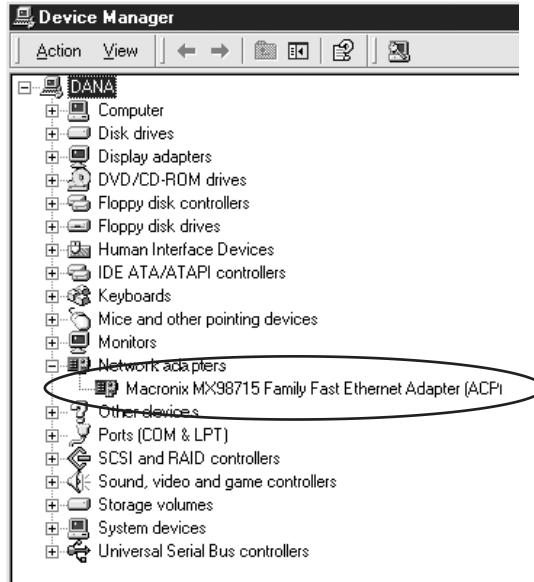 Device Manager
Action View
DANA
Computer
Disk drives
Display adapters
DVD/CD-ROM drives
Floppy disk controllers
Floppy disk drives
Human Interface Devices
IDE ATA/ATAPI controllers
Keyboards
Mice and other pointing devices
Monitors
Network adapters
Macronix MX98715 Family Fast Ethernet Adapter (ACPI
Other devices
Ports (COM & LPT)
SCSI and RAID controllers
Sound, video and game controllers
Storage volumes
System devices
Universal Serial Bus controllers